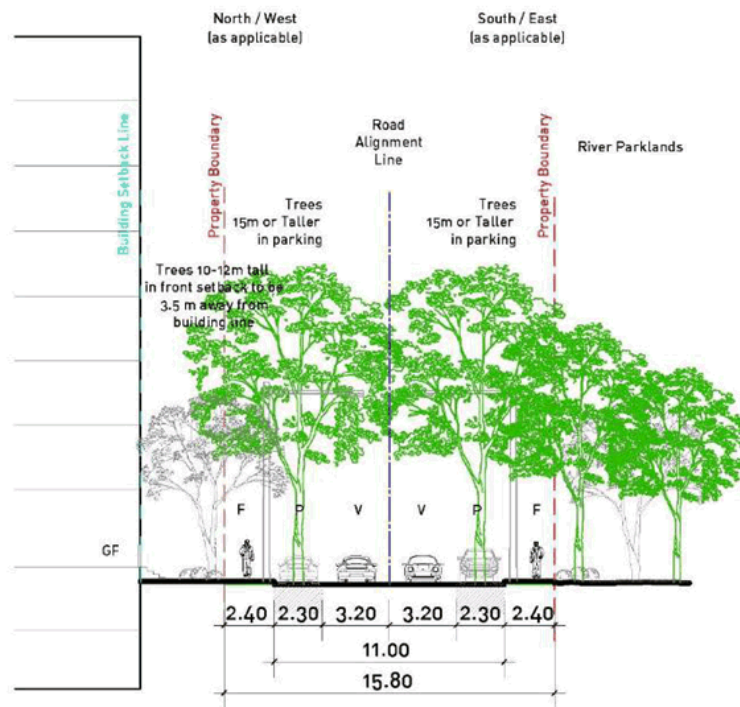 North / West
(as applicable)
South / East
(as applicable)
Building Setback Line
Property Boundary
Road
Alignment
Line
Property Boundary
River Parklands
Trees
15m or Taller
in parking
Trees
15m or Taller
in parking
Trees 10-12m tall
in front setback to be
3.5 m away from
building line
F P V V P F
GF
2.40 2.30 3.20 3.20 2.30 2.40
11.00
15.80